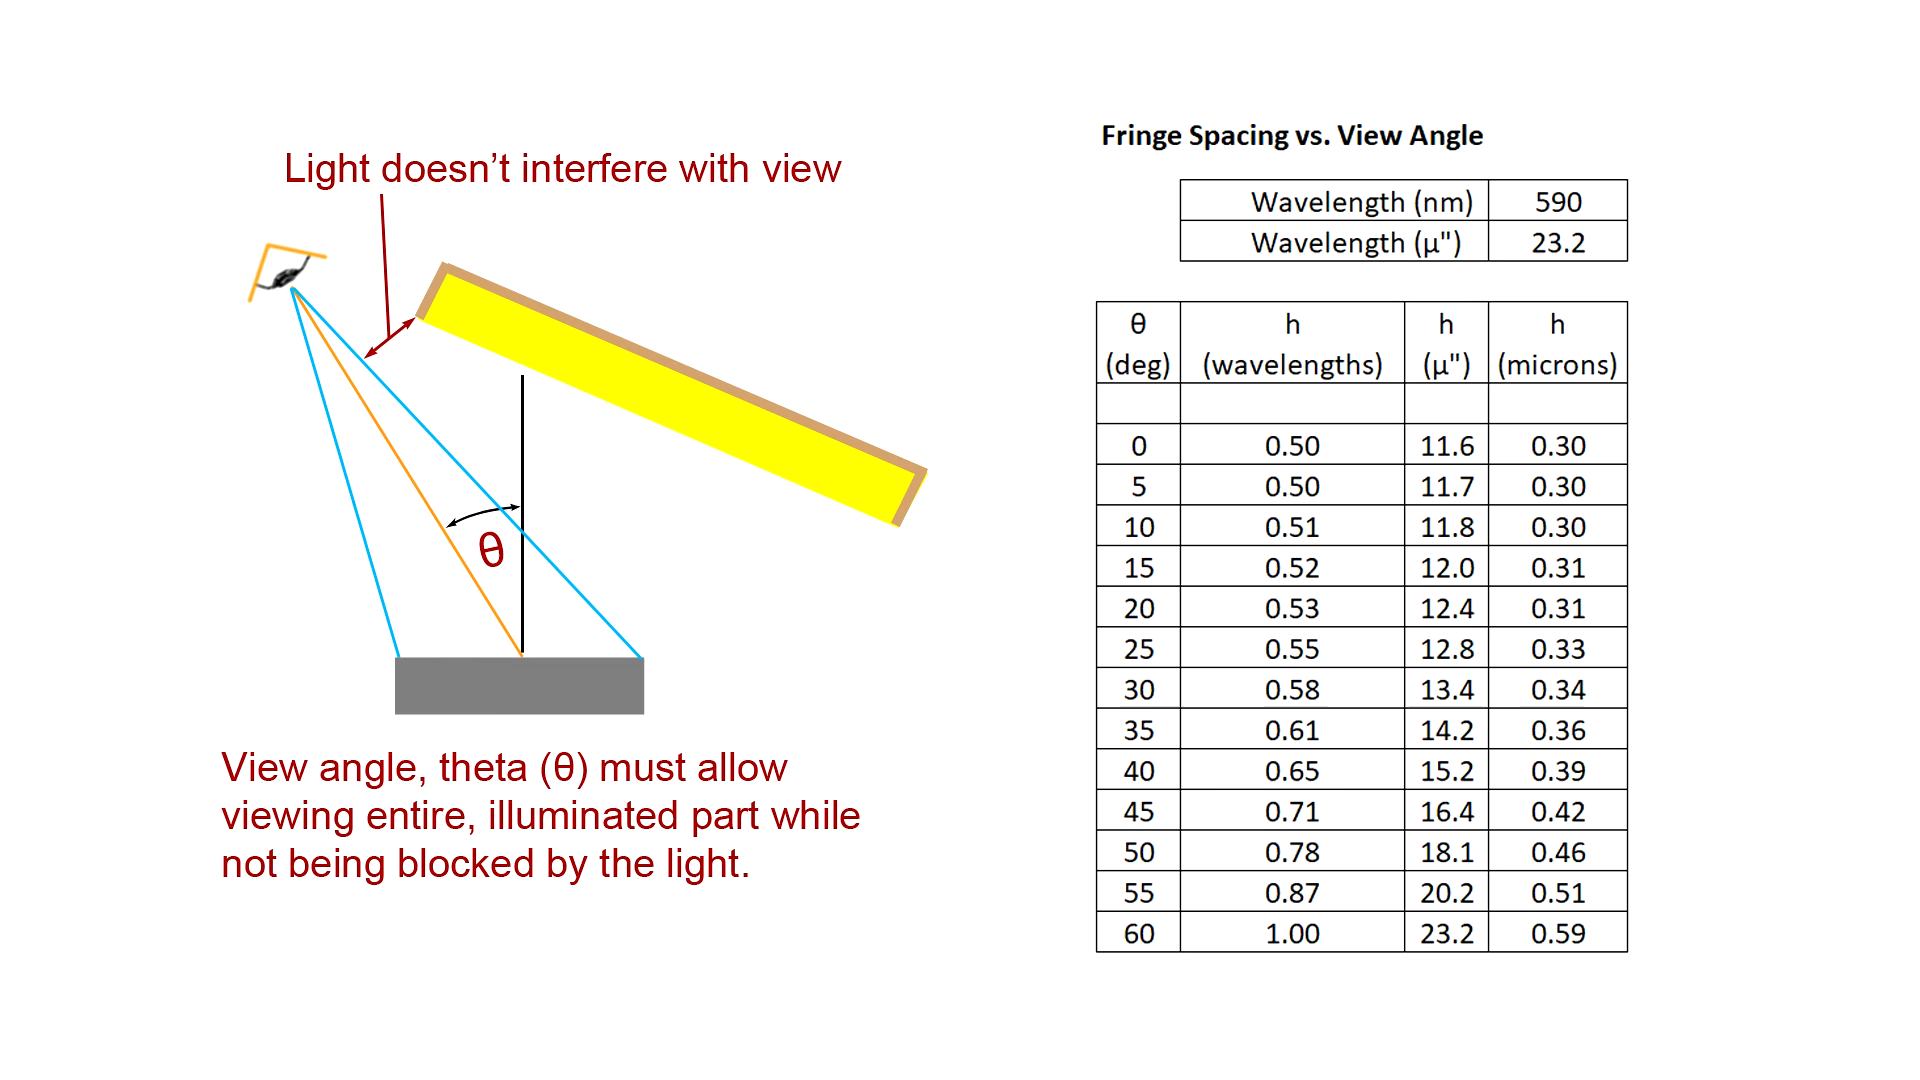 Light doesn’t interfere with view
θ
View angle, theta (θ) must allow
viewing entire, illuminated part while
not being blocked by the light.
Fringe Spacing vs. View Angle
Wavelength (nm) 590
Wavelength (µ") 23.2
θ h h h
(deg) (wavelengths) (µ") (microns)
0 0.50 11.6 0.30
5 0.50 11.7 0.30
10 0.51 11.8 0.30
15 0.52 12.0 0.31
20 0.53 12.4 0.31
25 0.55 12.8 0.33
30 0.58 13.4 0.34
35 0.61 14.2 0.36
40 0.65 15.2 0.39
45 0.71 16.4 0.42
50 0.78 18.1 0.46
55 0.87 20.2 0.51
60 1.00 23.2 0.59